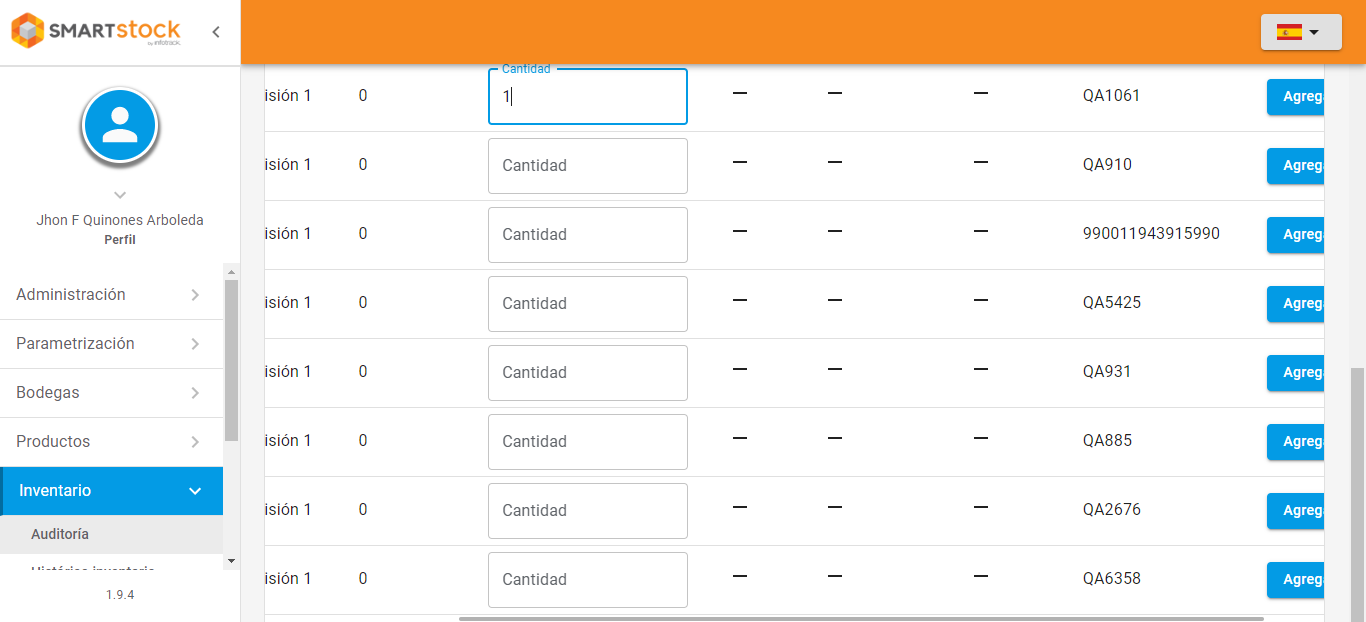 SMARTstock
by infotrack.
Jhon F Quinones Arboleda
Perfil
Administración
Parametrización
Bodegas
Productos
Inventario
Auditoría
Histórico inventario
1.9.4
Cantidad
isión 1 0 1 — — — QA1061 Agreg
isión 1 0 Cantidad — — — QA910 Agreg
isión 1 0 Cantidad — — — 990011943915990 Agreg
isión 1 0 Cantidad — — — QA5425 Agreg
isión 1 0 Cantidad — — — QA931 Agreg
isión 1 0 Cantidad — — — QA885 Agreg
isión 1 0 Cantidad — — — QA2676 Agreg
isión 1 0 Cantidad — — — QA6358 Agreg